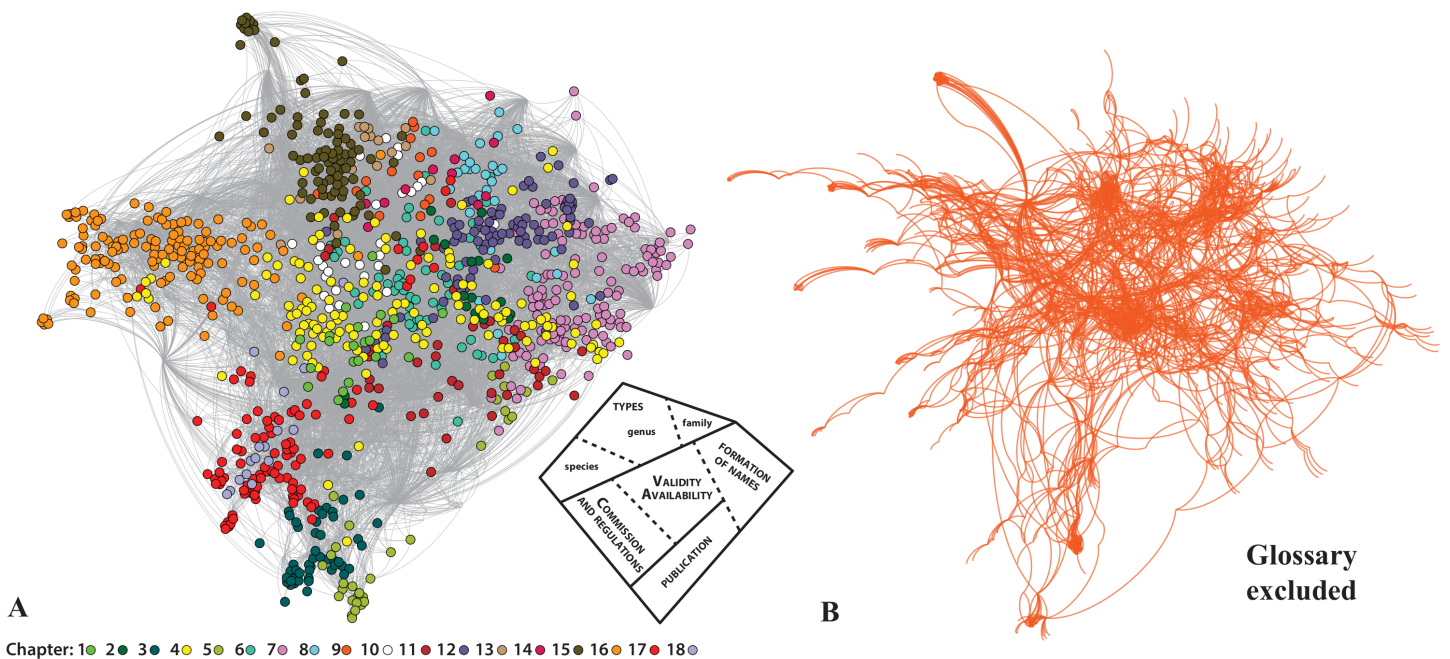 TYPES
genus
family
species
FORMATION
OF NAMES
VALIDITY
AVAILABILITY
COMMISSION
AND REGULATIONS
PUBLICATION
Glossary
excluded
A
B
Chapter: 1 2 3 4 5 6 7 8 9 10 11 12 13 14 15 16 17 18